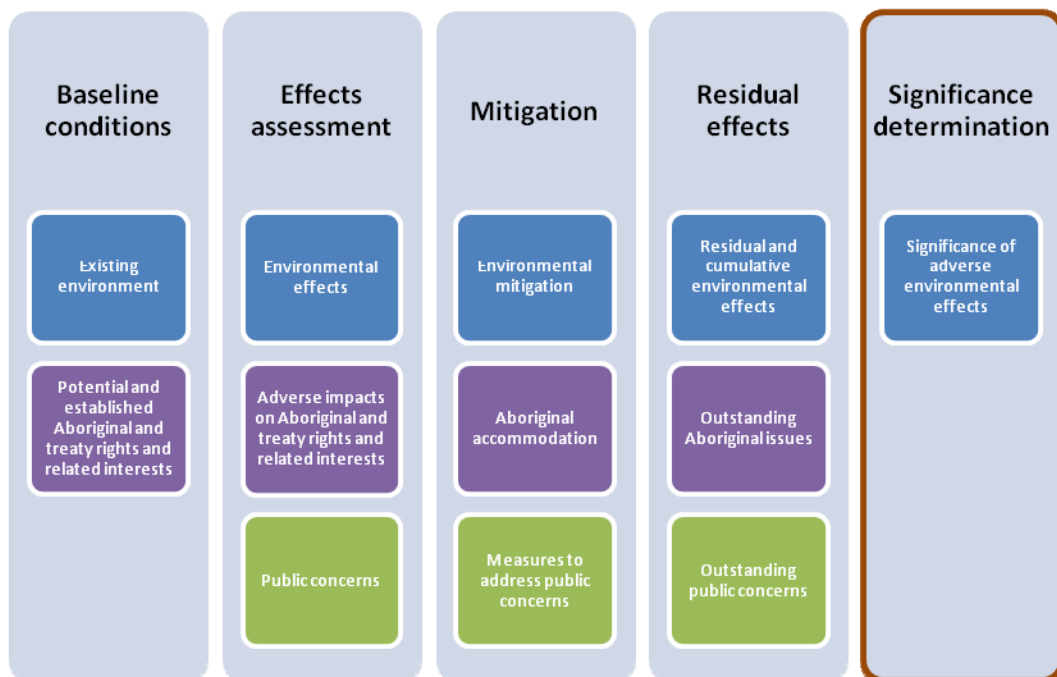 Baseline
conditions
Existing
environment
Potential and
established
Aboriginal and
treaty rights and
related interests
Effects
assessment
Environmental
effects
Adverse impacts
on Aboriginal and
treaty rights and
related interests
Public concerns
Mitigation
Environmental
mitigation
Aboriginal
accommodation
Measures to
address public
concerns
Residual
effects
Residual and
cumulative
environmental
effects
Outstanding
Aboriginal issues
Outstanding
public concerns
Significance
determination
Significance of
adverse
environmental
effects